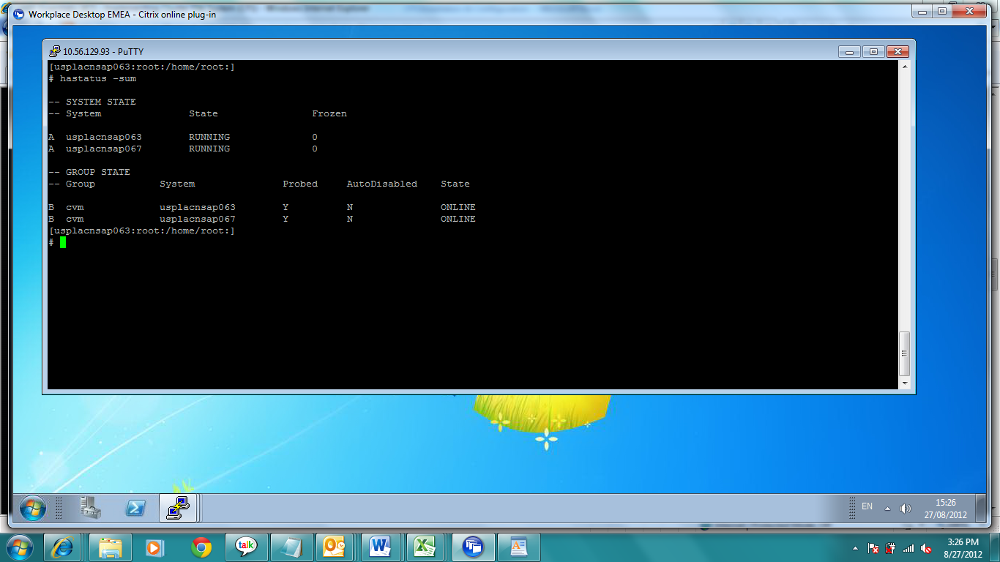 Workplace Desktop EMEA - Citrix online plug-in
10.56.129.93 - PuTTY
[usplacnsap063:root:/home/root:]
# hastatus -sum
-- SYSTEM STATE
-- System State Frozen
A usplacnsap063 RUNNING 0
A usplacnsap067 RUNNING 0
-- GROUP STATE
-- Group System Probed AutoDisabled State
B cvm usplacnsap063 Y N ONLINE
B cvm usplacnsap067 Y N ONLINE
[usplacnsap063:root:/home/root:]
#
EN
15:26
27/08/2012
talk
3:26 PM
8/27/2012